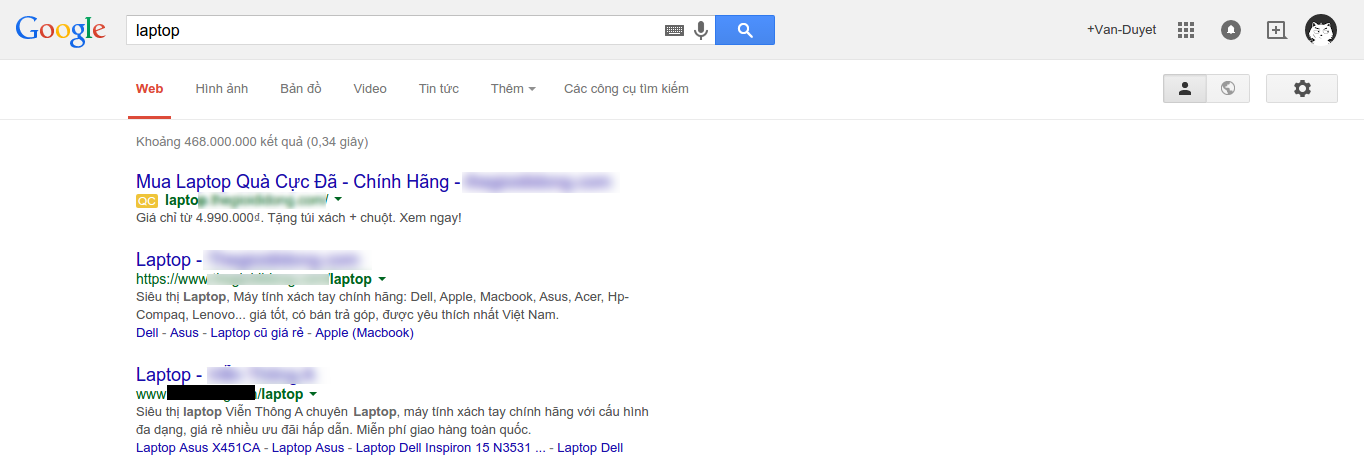 Google
laptop
+Van-Duyet
Web Hình ảnh Bản đồ Video Tin tức Thêm Các công cụ tìm kiếm
Khoảng 468.000.000 kết quả (0,34 giây)
Mua Laptop Quà Cực Đã - Chính Hãng -
QC laptop
Giá chỉ từ 4.990.000₫. Tặng túi xách + chuột. Xem ngay!
Laptop -
https://www /laptop
Siêu thị Laptop, Máy tính xách tay chính hãng: Dell, Apple, Macbook, Asus, Acer, Hp-
Compaq, Lenovo... giá tốt, có bán trả góp, được yêu thích nhất Việt Nam.
Dell - Asus - Laptop cũ giá rẻ - Apple (Macbook)
Laptop -
www /laptop
Siêu thị laptop Viễn Thông A chuyên Laptop, máy tính xách tay chính hãng với cấu hình
đa dạng, giá rẻ nhiều ưu đãi hấp dẫn. Miễn phí giao hàng toàn quốc.
Laptop Asus X451CA - Laptop Asus - Laptop Dell Inspiron 15 N3531 ... - Laptop Dell